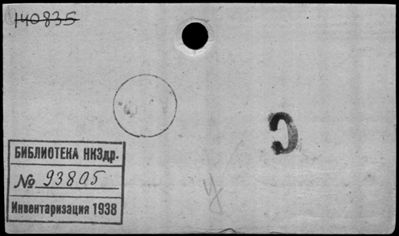 140835
С
у
БИБЛИОТЕКА НКЗдр.
№ 93805
Инвентаризация 1938